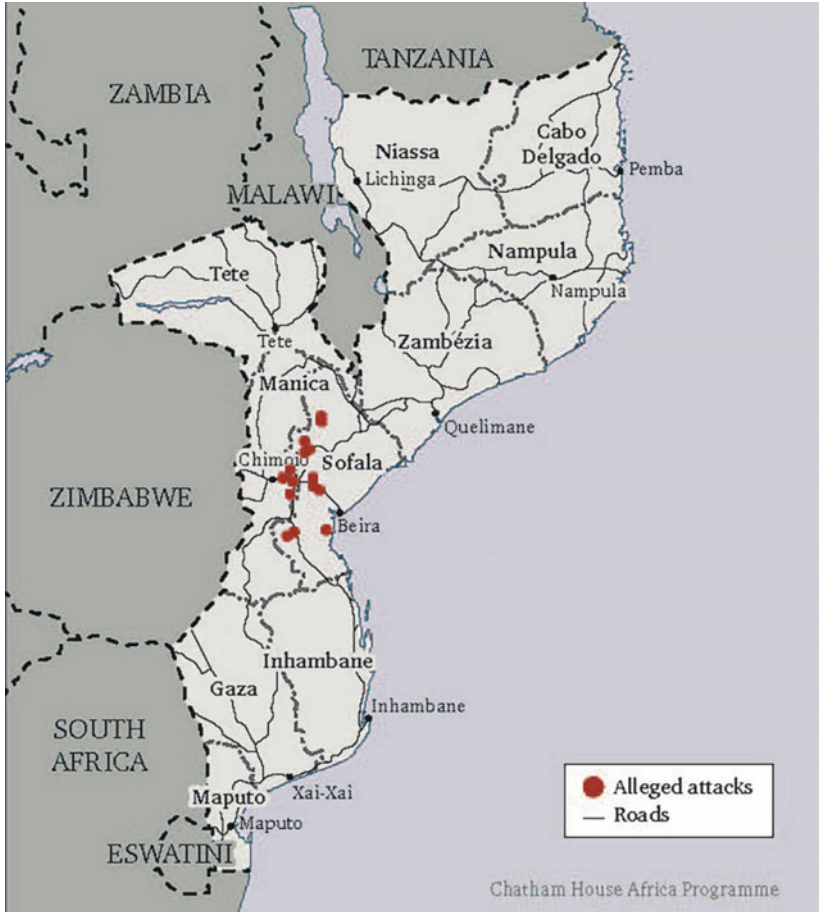 TANZANIA
ZAMBIA
Cabo
Delgado
Niassa
Lichinga
Pemba
MALAWI
Nampula
Tete
Nampula
Tete
Zambézia
Manica
Quelimane
Chimoio
Sofala
ZIMBABWE
Beira
Inhambane
Gaza
Inhambane
SOUTH
AFRICA
Xai-Xai
Maputo
Maputo
ESWATINI
Alleged attacks
Roads
Chatham House Africa Programme